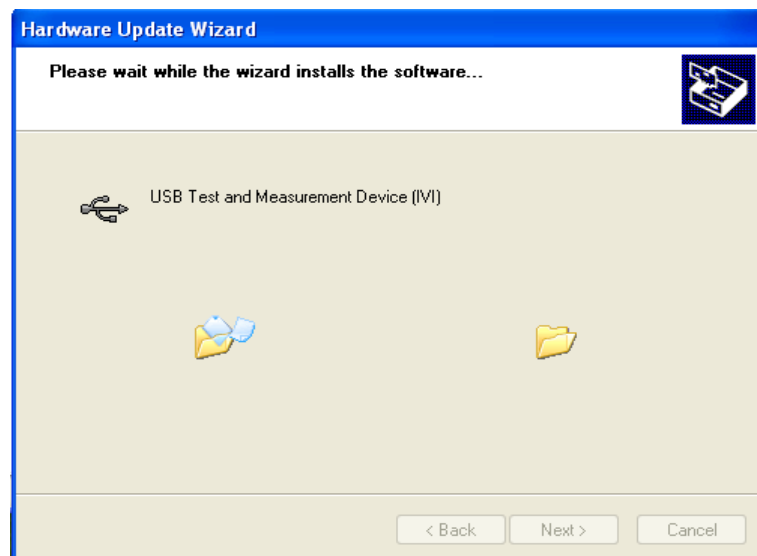 Hardware Update Wizard
Please wait while the wizard installs the software...
USB Test and Measurement Device (IVI)
< Back
Next >
Cancel